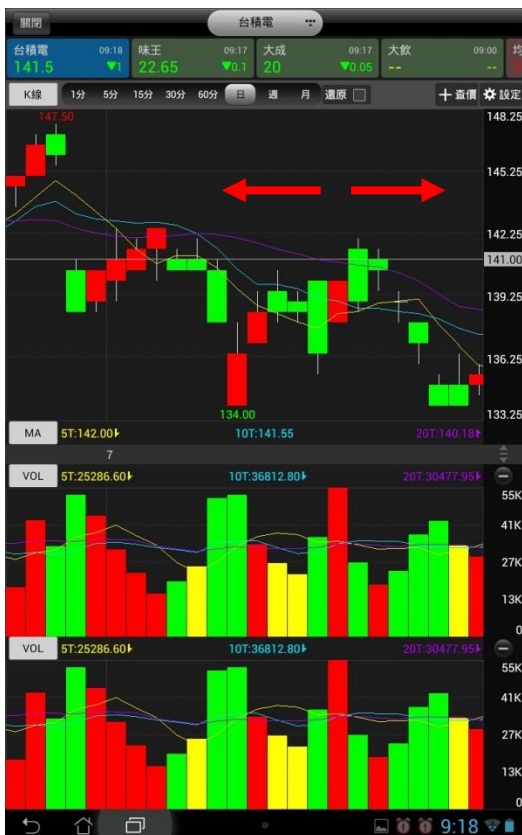 關閉 台積電
台積電 09:18 味王 09:17 大成 09:17 大飲 09:00 均
141.5 ▼1 22.65 ▼0.1 20 ▼0.05 -- --
K線 1分 5分 15分 30分 60分 日 週 月 還原 查價 設定
147.50
148.25
145.25
142.25
141.00
139.25
136.25
134.00
133.25
MA 5T:142.00 10T:141.55 20T:140.18
7
VOL 5T:25286.60 10T:36812.80 20T:30477.95
55K
41K
27K
13K
0
VOL 5T:25286.60 10T:36812.80 20T:30477.95
55K
41K
27K
13K
0
9:18